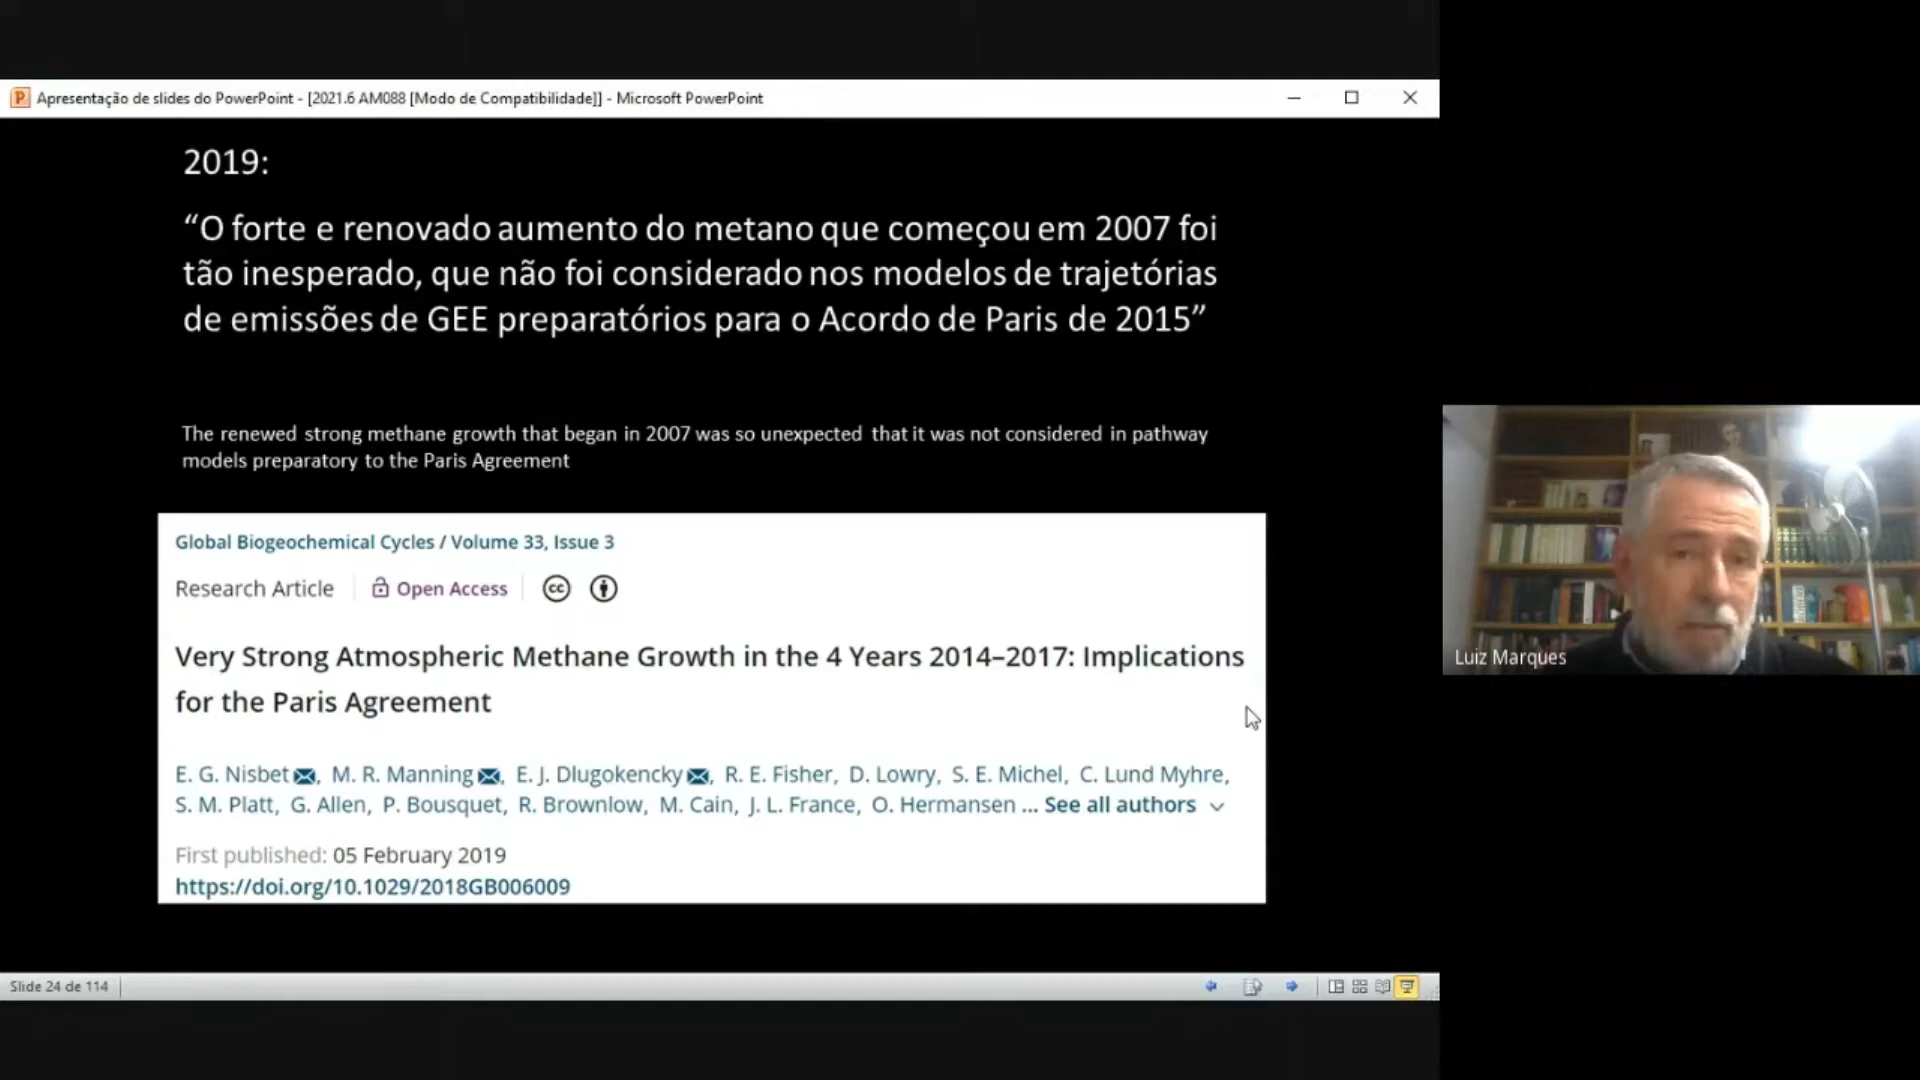 Apresentação de slides do PowerPoint - [2021.6 AM088 [Modo de Compatibilidade]] - Microsoft PowerPoint
2019:
“O forte e renovado aumento do metano que começou em 2007 foi
tão inesperado, que não foi considerado nos modelos de trajetórias
de emissões de GEE preparatórios para o Acordo de Paris de 2015”
The renewed strong methane growth that began in 2007 was so unexpected that it was not considered in pathway
models preparatory to the Paris Agreement
Global Biogeochemical Cycles / Volume 33, Issue 3
Research Article Open Access cc
Very Strong Atmospheric Methane Growth in the 4 Years 2014–2017: Implications
for the Paris Agreement
E. G. Nisbet, M. R. Manning, E. J. Dlugokencky, R. E. Fisher, D. Lowry, S. E. Michel, C. Lund Myhre,
S. M. Platt, G. Allen, P. Bousquet, R. Brownlow, M. Cain, J. L. France, O. Hermansen ... See all authors
First published: 05 February 2019
https://doi.org/10.1029/2018GB006009
Luiz Marques
Slide 24 de 114